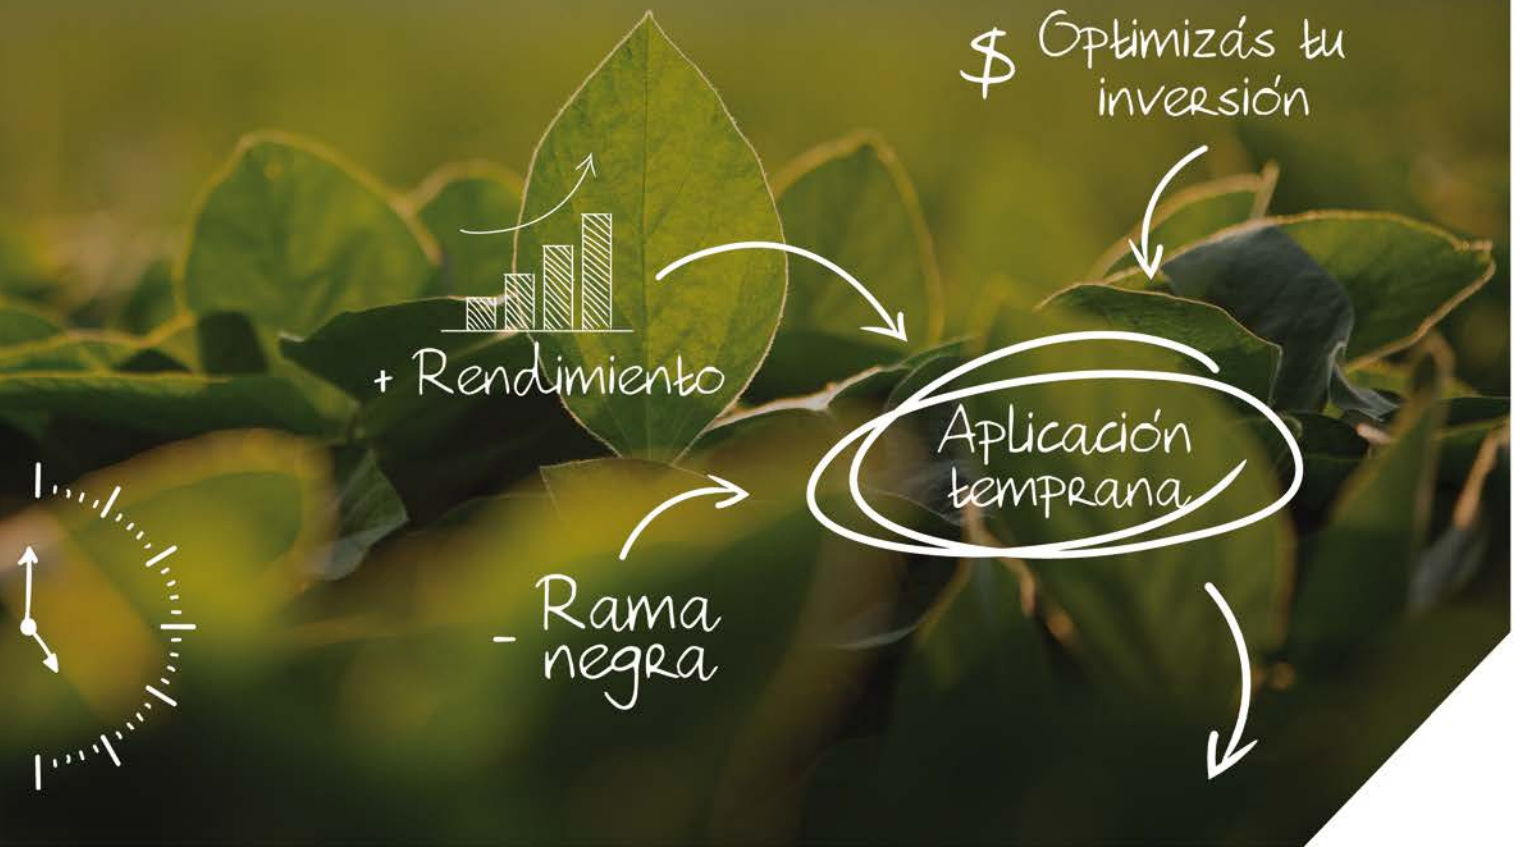 $ Optimizás tu
inversión
+ Rendimiento
Aplicación
temprana
- Rama
negra